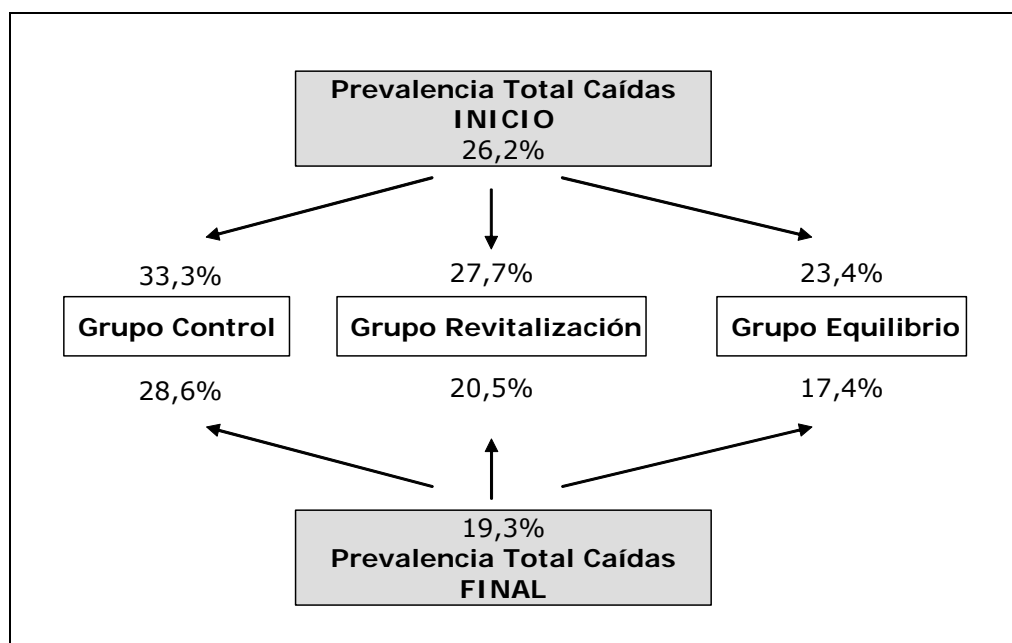 Prevalencia Total Caídas
INICIO
26,2%
33,3%
27,7%
23,4%
Grupo Control
Grupo Revitalización
Grupo Equilibrio
28,6%
20,5%
17,4%
19,3%
Prevalencia Total Caídas
FINAL